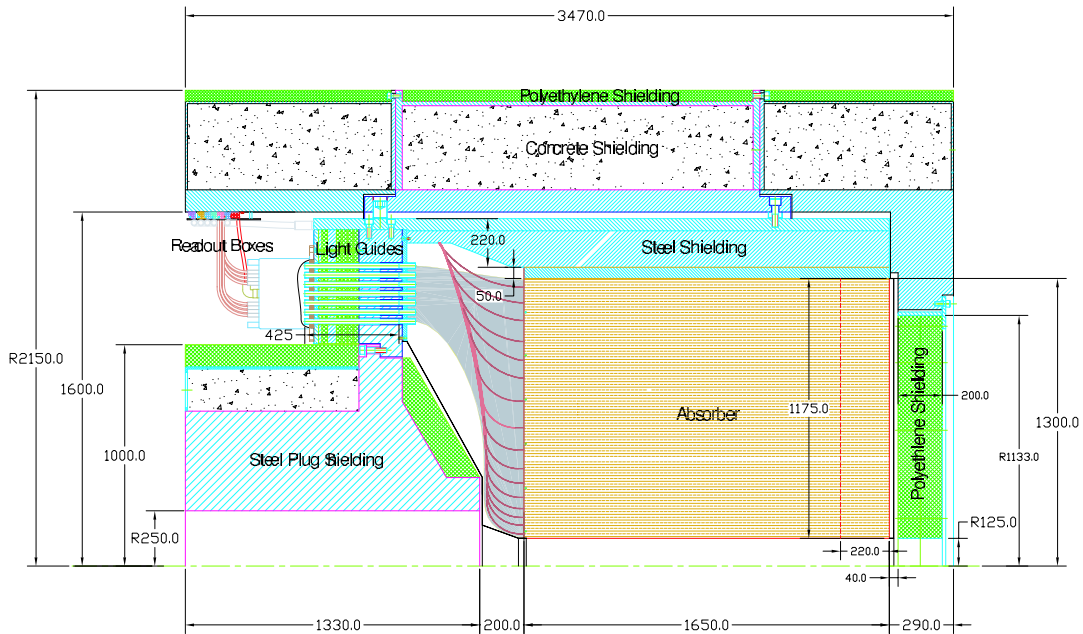 3470.0
Polyethylene Shielding
Concrete Shielding
Readout Boxes
Light Guides
220.0
Steel Shielding
50.0
425
R2150.0
1600.0
1000.0
Absorber
1175.0
Polyethlene Shielding
200.0
1300.0
R1133.0
Steel Plug Shielding
R250.0
R125.0
220.0
40.0
1330.0
200.0
1650.0
290.0